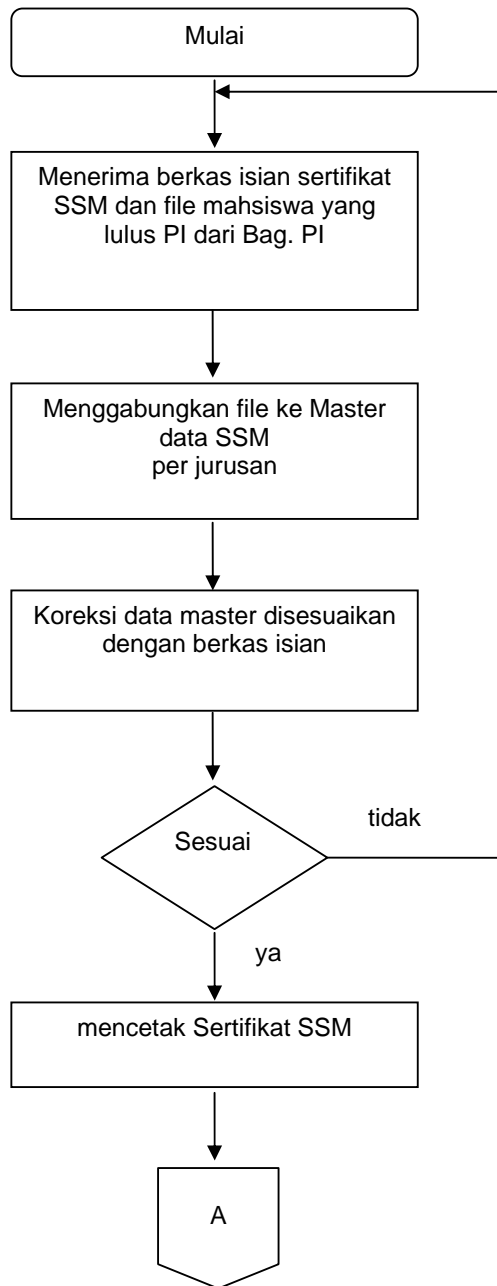 Mulai
Menerima berkas isian sertifikat
SSM dan file mahsiswa yang
lulus PI dari Bag. PI
Menggabungkan file ke Master
data SSM
per jurusan
Koreksi data master disesuaikan
dengan berkas isian
Sesuai
tidak
ya
mencetak Sertifikat SSM
A